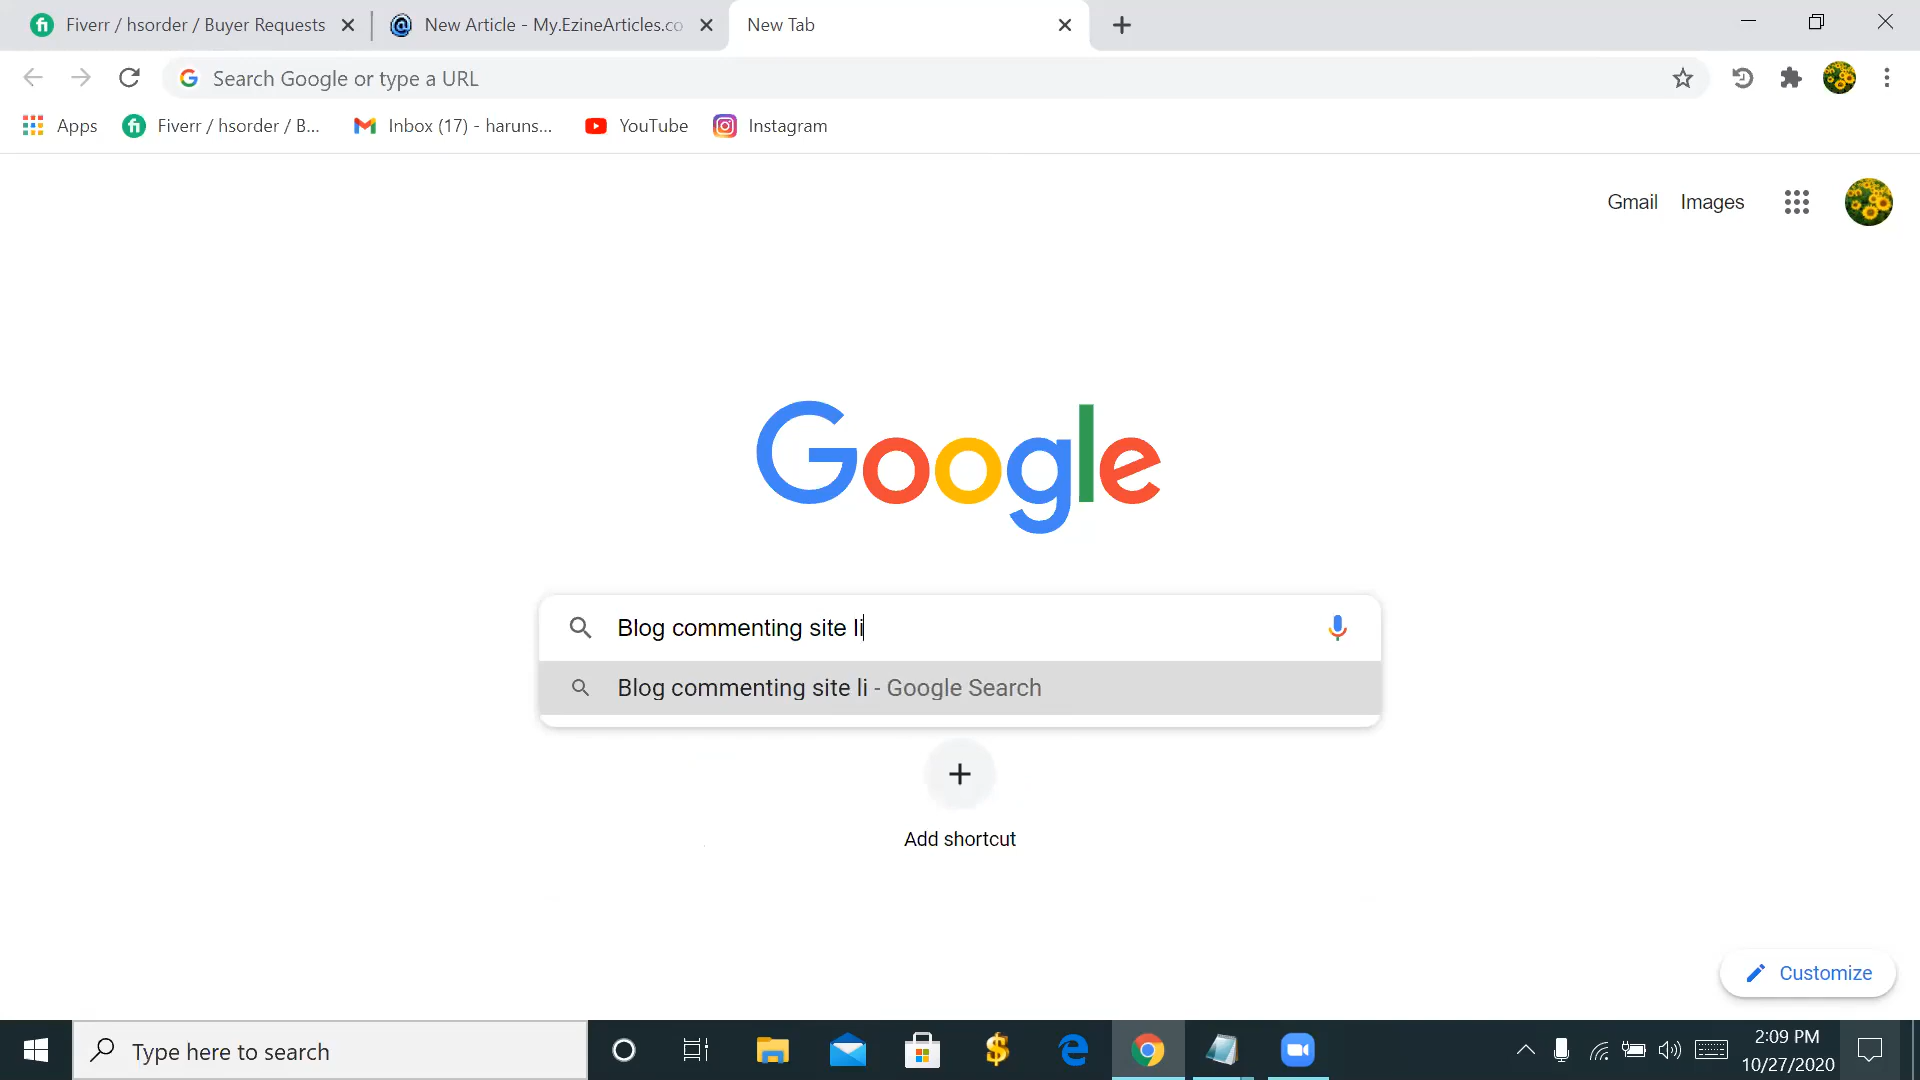 Fiverr / hsorder / Buyer Requests
New Article - My.EzineArticles.co
New Tab
Search Google or type a URL
Apps
Fiverr / hsorder / B...
Inbox (17) - haruns...
YouTube
Instagram
Gmail
Images
Google
Blog commenting site li
Blog commenting site li - Google Search
Add shortcut
Customize
Type here to search
2:09 PM
10/27/2020